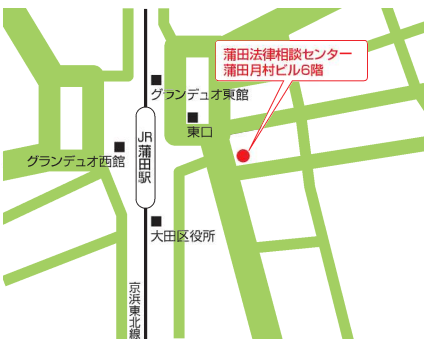 蒲田法律相談センター
蒲田月村ビル6階
グランデュオ東館
東口
JR蒲田駅
グランデュオ西館
大田区役所
京浜東北線